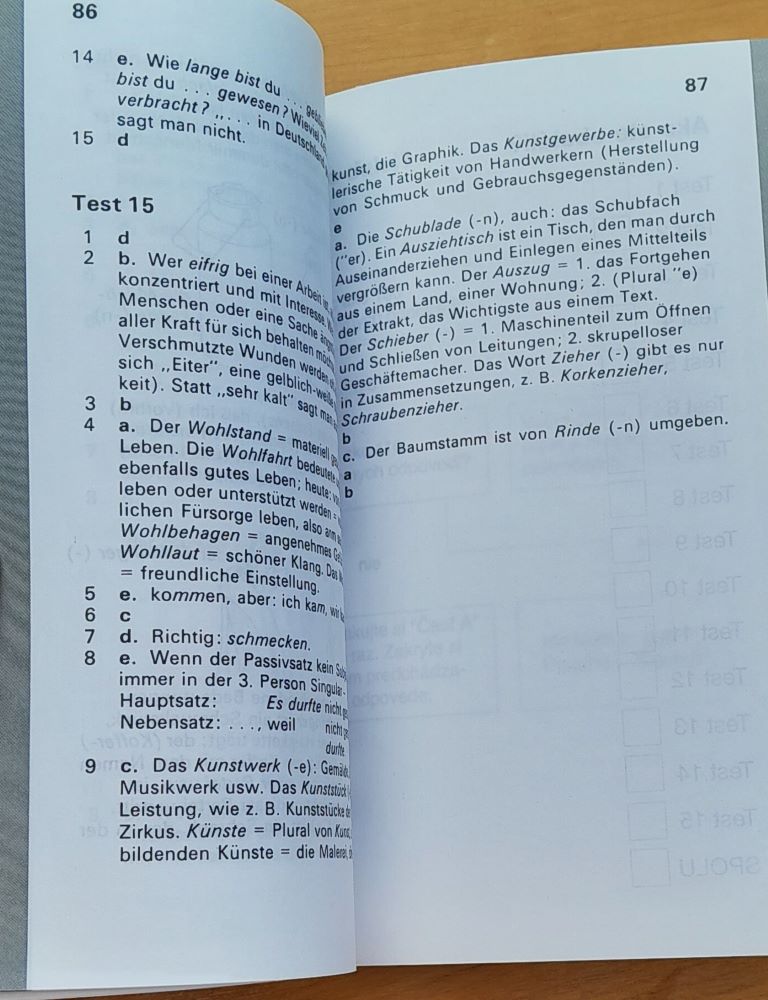 86
14 e. Wie lange bist du ...
bist du ... gewesen? Wieviel
verbracht? „... in Deutschland
sagt man nicht.
15 d
Test 15
1 d
2 b. Wer eifrig bei einer Arbeit ist,
konzentriert und mit Interesse.
Menschen oder eine Sache
aller Kraft für sich behalten
Verschmutzte Wunden werden
sich „Eiter“, eine gelblich-weiße
keit). Statt „sehr kalt“ sagt man
3 b
4 a. Der Wohlstand = materiell
Leben. Die Wohlfahrt bedeutete
ebenfalls gutes Leben; heute:
leben oder unterstützt werden =
lichen Fürsorge leben, also arm
Wohlbehagen = angenehmes
Wohllaut = schöner Klang. Das
= freundliche Einstellung.
5 e. kommen, aber: ich kam, wir
6 c
7 d. Richtig: schmecken.
8 e. Wenn der Passivsatz kein
immer in der 3. Person Singular
Hauptsatz: Es durfte nicht
Nebensatz: ..., weil nicht
durfte
9 c. Das Kunstwerk (-e): Gemälde,
Musikwerk usw. Das Kunststück
Leistung, wie z. B. Kunststücke
Zirkus. Künste = Plural von
bildenden Künste = die Malerei,
87
kunst, die Graphik. Das Kunstgewerbe: künst-
lerische Tätigkeit von Handwerkern (Herstellung
von Schmuck und Gebrauchsgegenständen).
e
a. Die Schublade (-n), auch: das Schubfach
("er). Ein Ausziehtisch ist ein Tisch, den man durch
Auseinanderziehen und Einlegen eines Mittelteils
vergrößern kann. Der Auszug = 1. das Fortgehen
aus einem Land, einer Wohnung; 2. (Plural "e)
der Extrakt, das Wichtigste aus einem Text.
Der Schieber (-) = 1. Maschinenteil zum Öffnen
und Schließen von Leitungen; 2. skrupelloser
Geschäftemacher. Das Wort Zieher (-) gibt es nur
in Zusammensetzungen, z. B. Korkenzieher,
Schraubenzieher.
b
c. Der Baumstamm ist von Rinde (-n) umgeben.
a
b